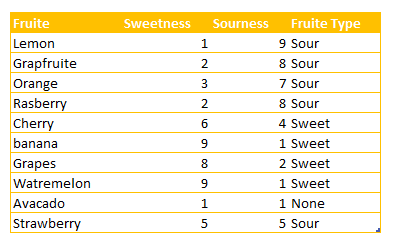 Fruite Sweetness Sourness Fruite Type
Lemon 1 9 Sour
Grapfruite 2 8 Sour
Orange 3 7 Sour
Rasberry 2 8 Sour
Cherry 6 4 Sweet
banana 9 1 Sweet
Grapes 8 2 Sweet
Watremelon 9 1 Sweet
Avacado 1 1 None
Strawberry 5 5 Sour